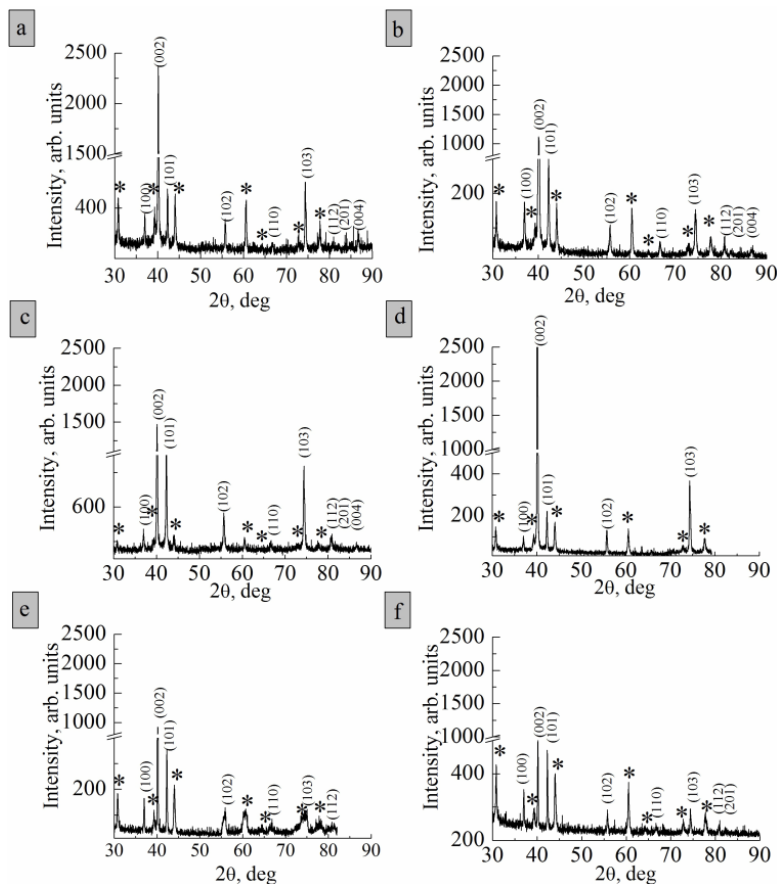 a
Intensity, arb. units
2500
2000
1500
400
* (100) * (002) (101) * (102) * * (110) * (103) * (112) (201) (004)
30 40 50 60 70 80 90
2θ, deg
b
Intensity, arb. units
2500
2000
1500
1000
200
* (100) * (002) (101) * (102) * * (110) * (103) * (112) (201) (004)
30 40 50 60 70 80 90
2θ, deg
c
Intensity, arb. units
2500
2000
1500
1000
600
* (100) * (002) (101) * (102) * * (110) * (103) * (112) (201) (004)
30 40 50 60 70 80 90
2θ, deg
d
Intensity, arb. units
2500
2000
1500
1000
400
200
* (100) * (002) (101) * (102) * * (103) *
30 40 50 60 70 80 90
2θ, deg
e
Intensity, arb. units
2500
2000
1500
1000
200
* (100) * (002) (101) * (102) * * (110) * (103) * (112)
30 40 50 60 70 80 90
2θ, deg
f
Intensity, arb. units
2500
2000
1500
1000
400
200
* (100) * (002) (101) * (102) * * (110) * (103) * (112) (201)
30 40 50 60 70 80 90
2θ, deg